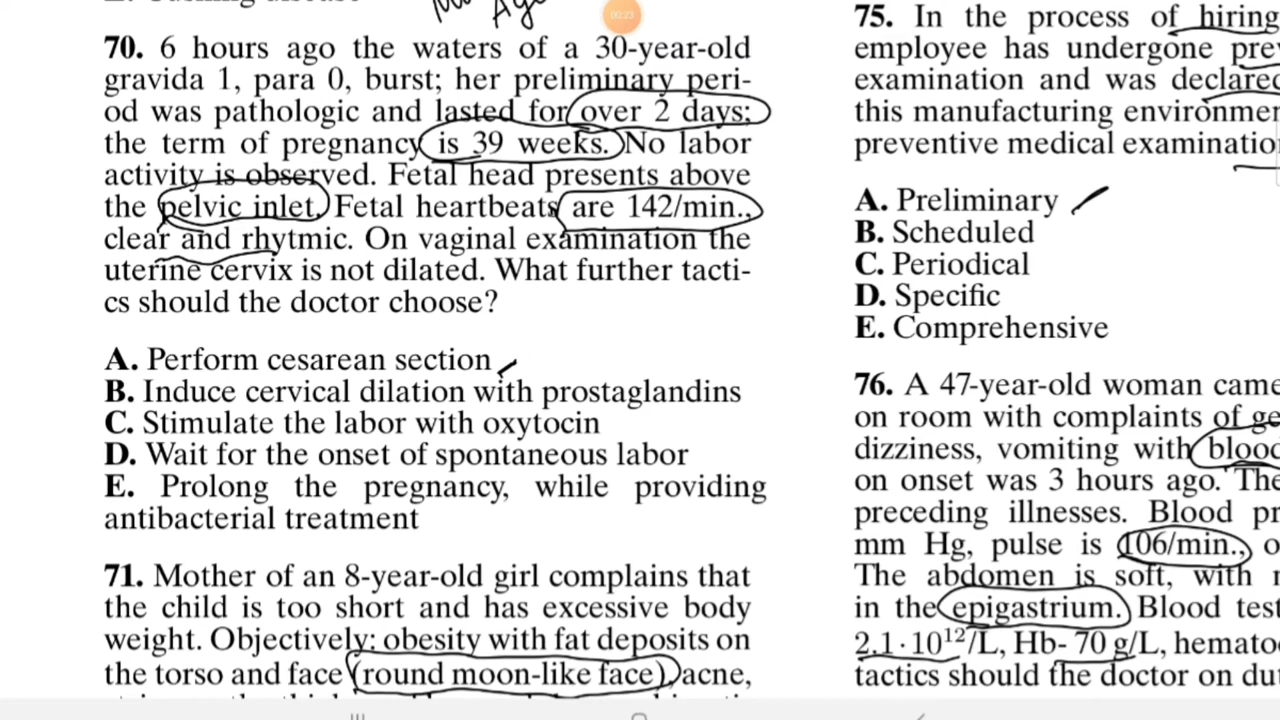 E. Cushing disease
00:23
70. 6 hours ago the waters of a 30-year-old
gravida 1, para 0, burst; her preliminary peri-
od was pathologic and lasted for over 2 days;
the term of pregnancy is 39 weeks. No labor
activity is observed. Fetal head presents above
the pelvic inlet. Fetal heartbeats are 142/min.,
clear and rhytmic. On vaginal examination the
uterine cervix is not dilated. What further tacti-
cs should the doctor choose?
A. Perform cesarean section
B. Induce cervical dilation with prostaglandins
C. Stimulate the labor with oxytocin
D. Wait for the onset of spontaneous labor
E. Prolong the pregnancy, while providing
antibacterial treatment
71. Mother of an 8-year-old girl complains that
the child is too short and has excessive body
weight. Objectively: obesity with fat deposits on
the torso and face (round moon-like face), acne,
75. In the process of hiring
employee has undergone
examination and was declared
this manufacturing
preventive medical
A. Preliminary
B. Scheduled
C. Periodical
D. Specific
E. Comprehensive
76. A 47-year-old woman came
on room with complaints of
dizziness, vomiting with
on onset was 3 hours ago. The
preceding illnesses. Blood
mm Hg, pulse is 106/min.,
The abdomen is soft, with
in the epigastrium. Blood
2.1·10¹²/L, Hb- 70 g/L,
tactics should the doctor on